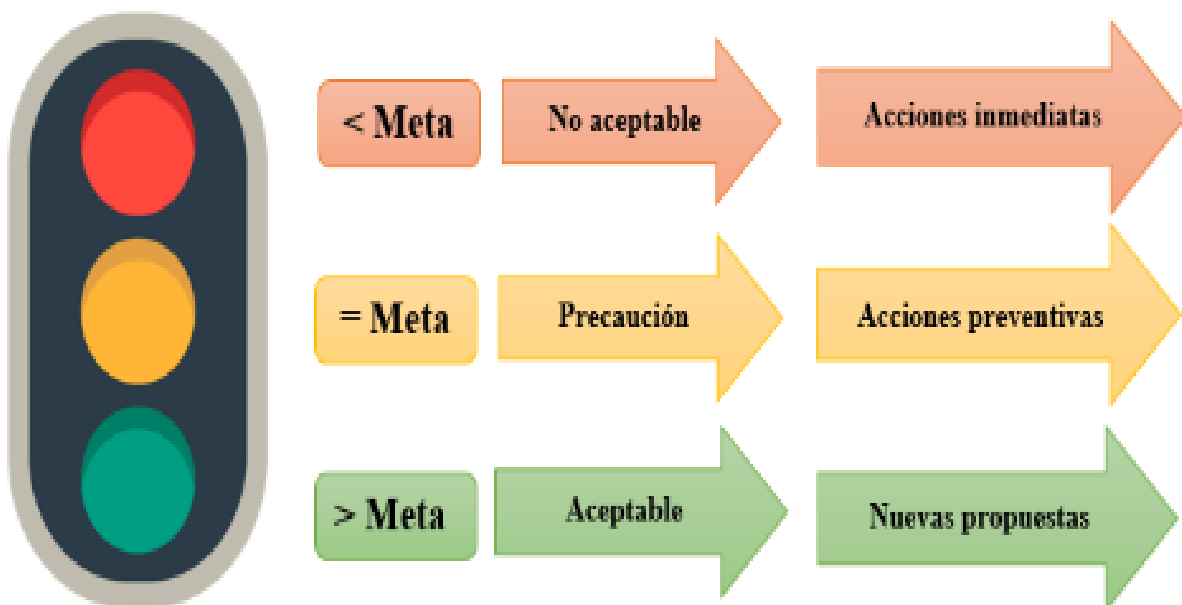 < Meta No aceptable Acciones inmediatas
= Meta Precaución Acciones preventivas
> Meta Aceptable Nuevas propuestas